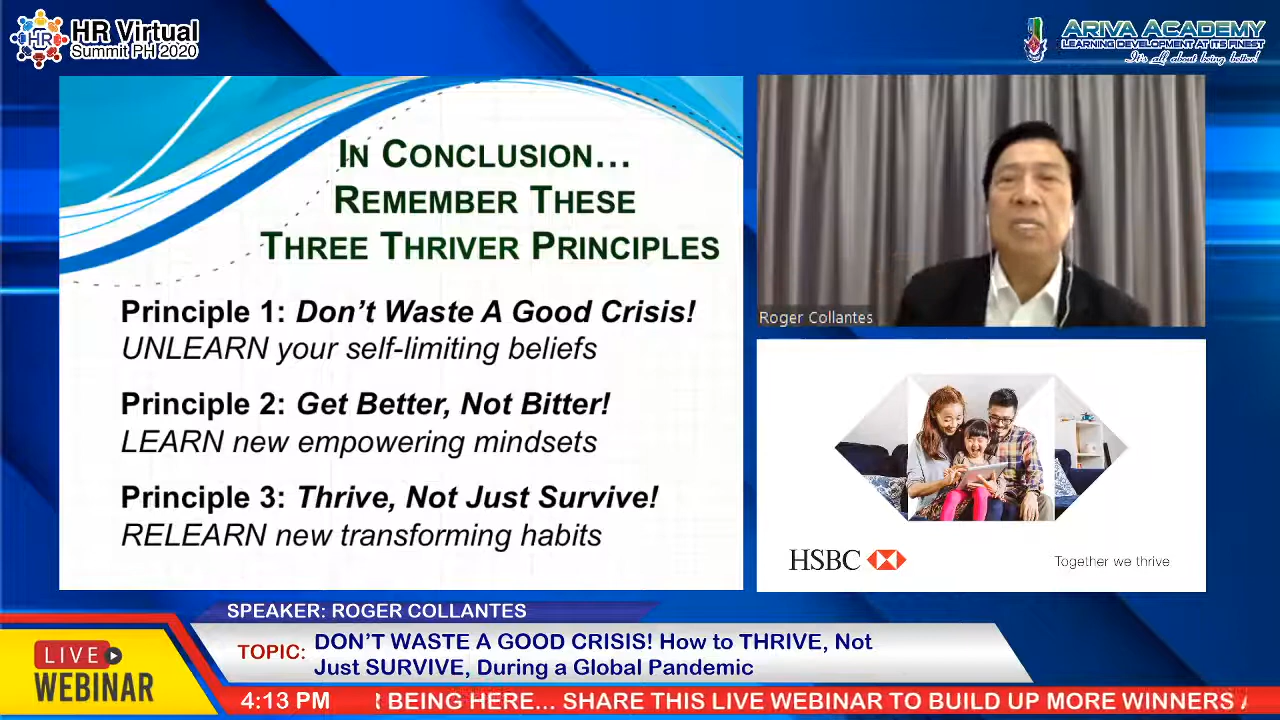 HR Virtual
Summit PH 2020
HR
ARIVA ACADEMY
LEARNING DEVELOPMENT AT ITS FINEST
It's all about being better!
IN CONCLUSION…
REMEMBER THESE
THREE THRIVER PRINCIPLES
Principle 1: Don't Waste A Good Crisis!
UNLEARN your self-limiting beliefs
Principle 2: Get Better, Not Bitter!
LEARN new empowering mindsets
Principle 3: Thrive, Not Just Survive!
RELEARN new transforming habits
Roger Collantes
HSBC
Together we thrive
SPEAKER: ROGER COLLANTES
TOPIC: DON'T WASTE A GOOD CRISIS! How to THRIVE, Not
Just SURVIVE, During a Global Pandemic
LIVE
WEBINAR
4:13 PM
BEING HERE... SHARE THIS LIVE WEBINAR TO BUILD UP MORE WINNERS